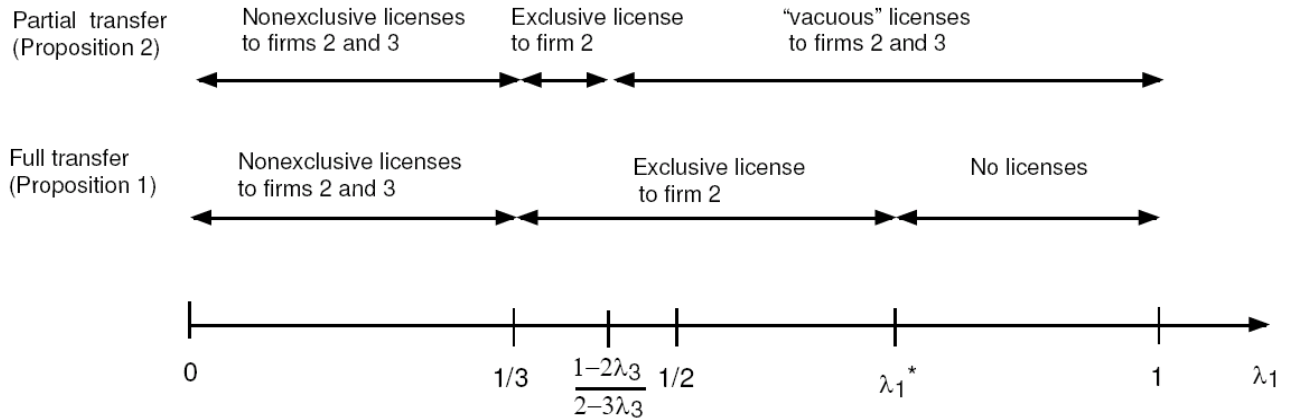 Partial transfer
(Proposition 2)
Nonexclusive licenses
to firms 2 and 3
Exclusive license
to firm 2
“vacuous” licenses
to firms 2 and 3
Full transfer
(Proposition 1)
Nonexclusive licenses
to firms 2 and 3
Exclusive license
to firm 2
No licenses
0
1/3
1−2λ3
2−3λ3
1/2
λ1*
1
λ1